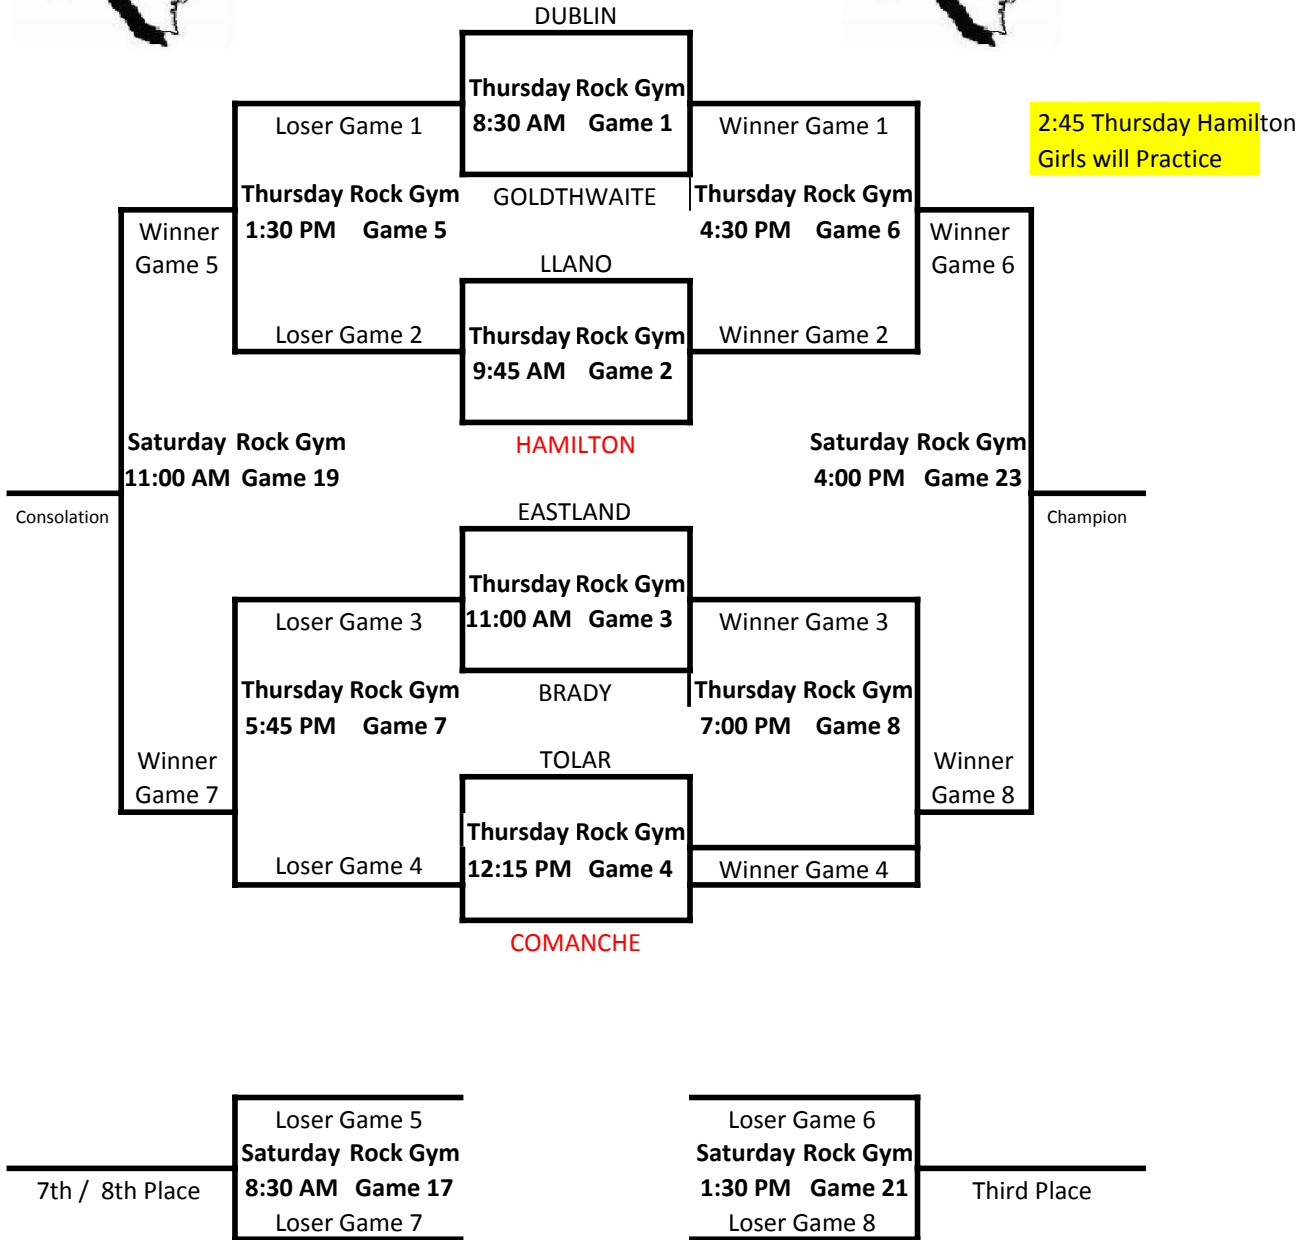 DUBLIN
Thursday Rock Gym
8:30 AM Game 1
Loser Game 1
Winner Game 1
2:45 Thursday Hamilton
Girls will Practice
GOLDTHWAITE
Thursday Rock Gym
1:30 PM Game 5
Thursday Rock Gym
4:30 PM Game 6
Winner
Game 5
Winner
Game 6
LLANO
Loser Game 2
Thursday Rock Gym
9:45 AM Game 2
Winner Game 2
HAMILTON
Saturday Rock Gym
11:00 AM Game 19
Saturday Rock Gym
4:00 PM Game 23
Consolation
Champion
EASTLAND
Thursday Rock Gym
11:00 AM Game 3
Loser Game 3
Winner Game 3
BRADY
Thursday Rock Gym
5:45 PM Game 7
Thursday Rock Gym
7:00 PM Game 8
Winner
Game 7
Winner
Game 8
TOLAR
Thursday Rock Gym
12:15 PM Game 4
Loser Game 4
Winner Game 4
COMANCHE
Loser Game 5
Saturday Rock Gym
8:30 AM Game 17
Loser Game 7
7th / 8th Place
Loser Game 6
Saturday Rock Gym
1:30 PM Game 21
Loser Game 8
Third Place